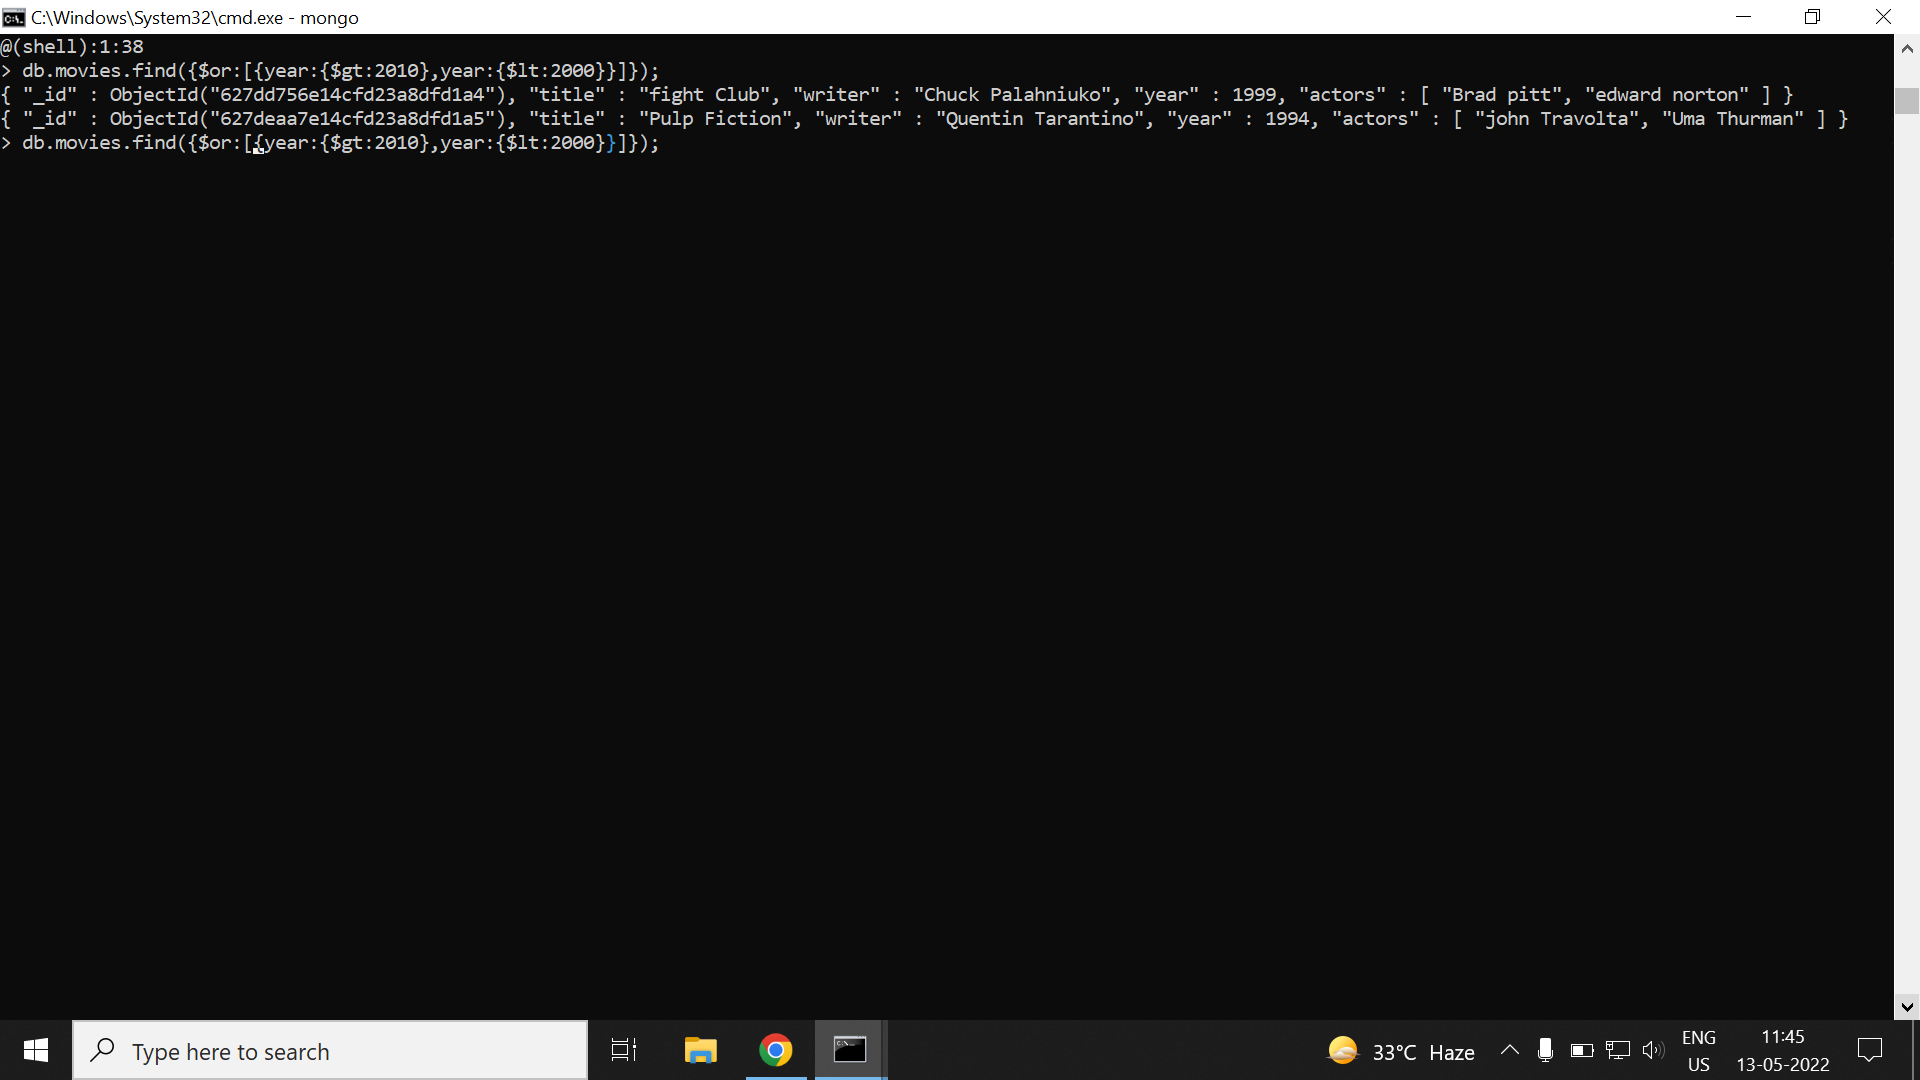 C:\Windows\System32\cmd.exe - mongo
@(shell):1:38
> db.movies.find({$or:[{year:{$gt:2010},year:{$lt:2000}}]});
{ "_id" : ObjectId("627dd756e14cfd23a8dfd1a4"), "title" : "fight Club", "writer" : "Chuck Palahniuko", "year" : 1999, "actors" : [ "Brad pitt", "edward norton" ] }
{ "_id" : ObjectId("627deaa7e14cfd23a8dfd1a5"), "title" : "Pulp Fiction", "writer" : "Quentin Tarantino", "year" : 1994, "actors" : [ "john Travolta", "Uma Thurman" ] }
> db.movies.find({$or:[{year:{$gt:2010},year:{$lt:2000}}]});
Type here to search
33°C Haze
ENG
US
11:45
13-05-2022